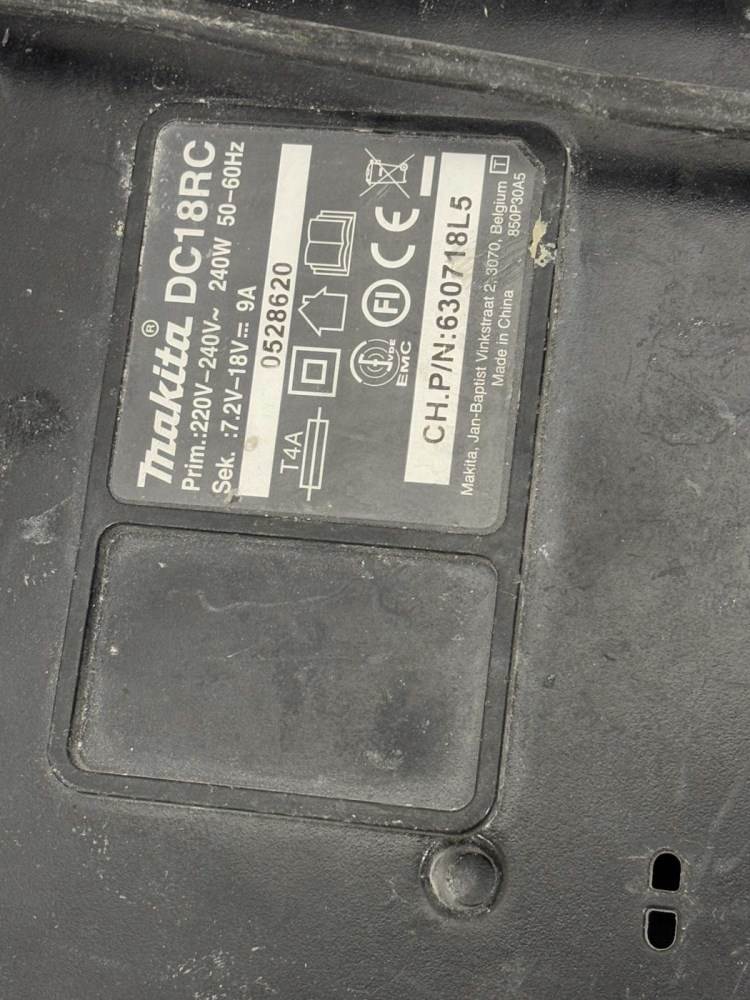 makita® DC18RC
Prim.:220V–240V~ 240W 50–60Hz
Sek. :7.2V–18V⎓ 9A
0528620
T4A
FI CE
VDE
EMC
CH.P/N:630718L5
Makita, Jan-Baptist Vinkstraat 2, 3070, Belgium T
Made in China 850P30A5